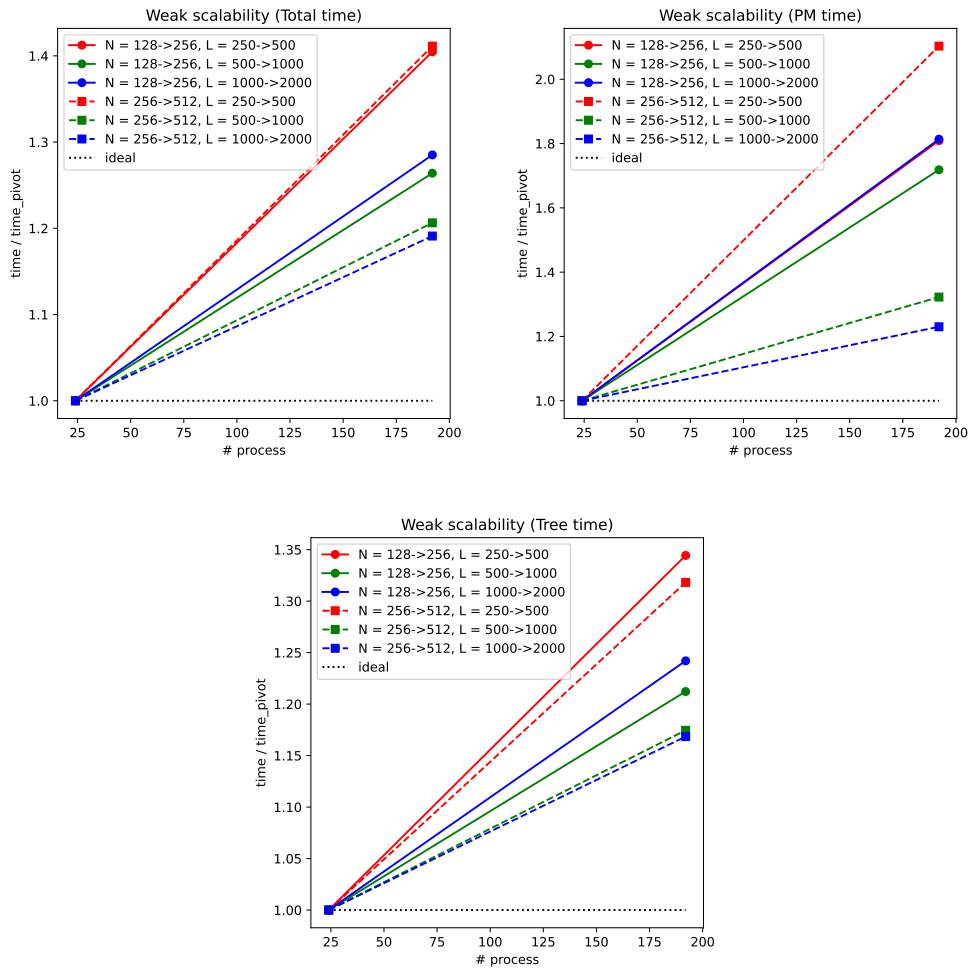 Weak scalability (Total time)
N = 128->256, L = 250->500
N = 128->256, L = 500->1000
N = 128->256, L = 1000->2000
N = 256->512, L = 250->500
N = 256->512, L = 500->1000
N = 256->512, L = 1000->2000
ideal
time / time_pivot
1.4
1.3
1.2
1.1
1.0
25 50 75 100 125 150 175 200
# process
Weak scalability (PM time)
N = 128->256, L = 250->500
N = 128->256, L = 500->1000
N = 128->256, L = 1000->2000
N = 256->512, L = 250->500
N = 256->512, L = 500->1000
N = 256->512, L = 1000->2000
ideal
time / time_pivot
2.0
1.8
1.6
1.4
1.2
1.0
25 50 75 100 125 150 175 200
# process
Weak scalability (Tree time)
N = 128->256, L = 250->500
N = 128->256, L = 500->1000
N = 128->256, L = 1000->2000
N = 256->512, L = 250->500
N = 256->512, L = 500->1000
N = 256->512, L = 1000->2000
ideal
time / time_pivot
1.35
1.30
1.25
1.20
1.15
1.10
1.05
1.00
25 50 75 100 125 150 175 200
# process